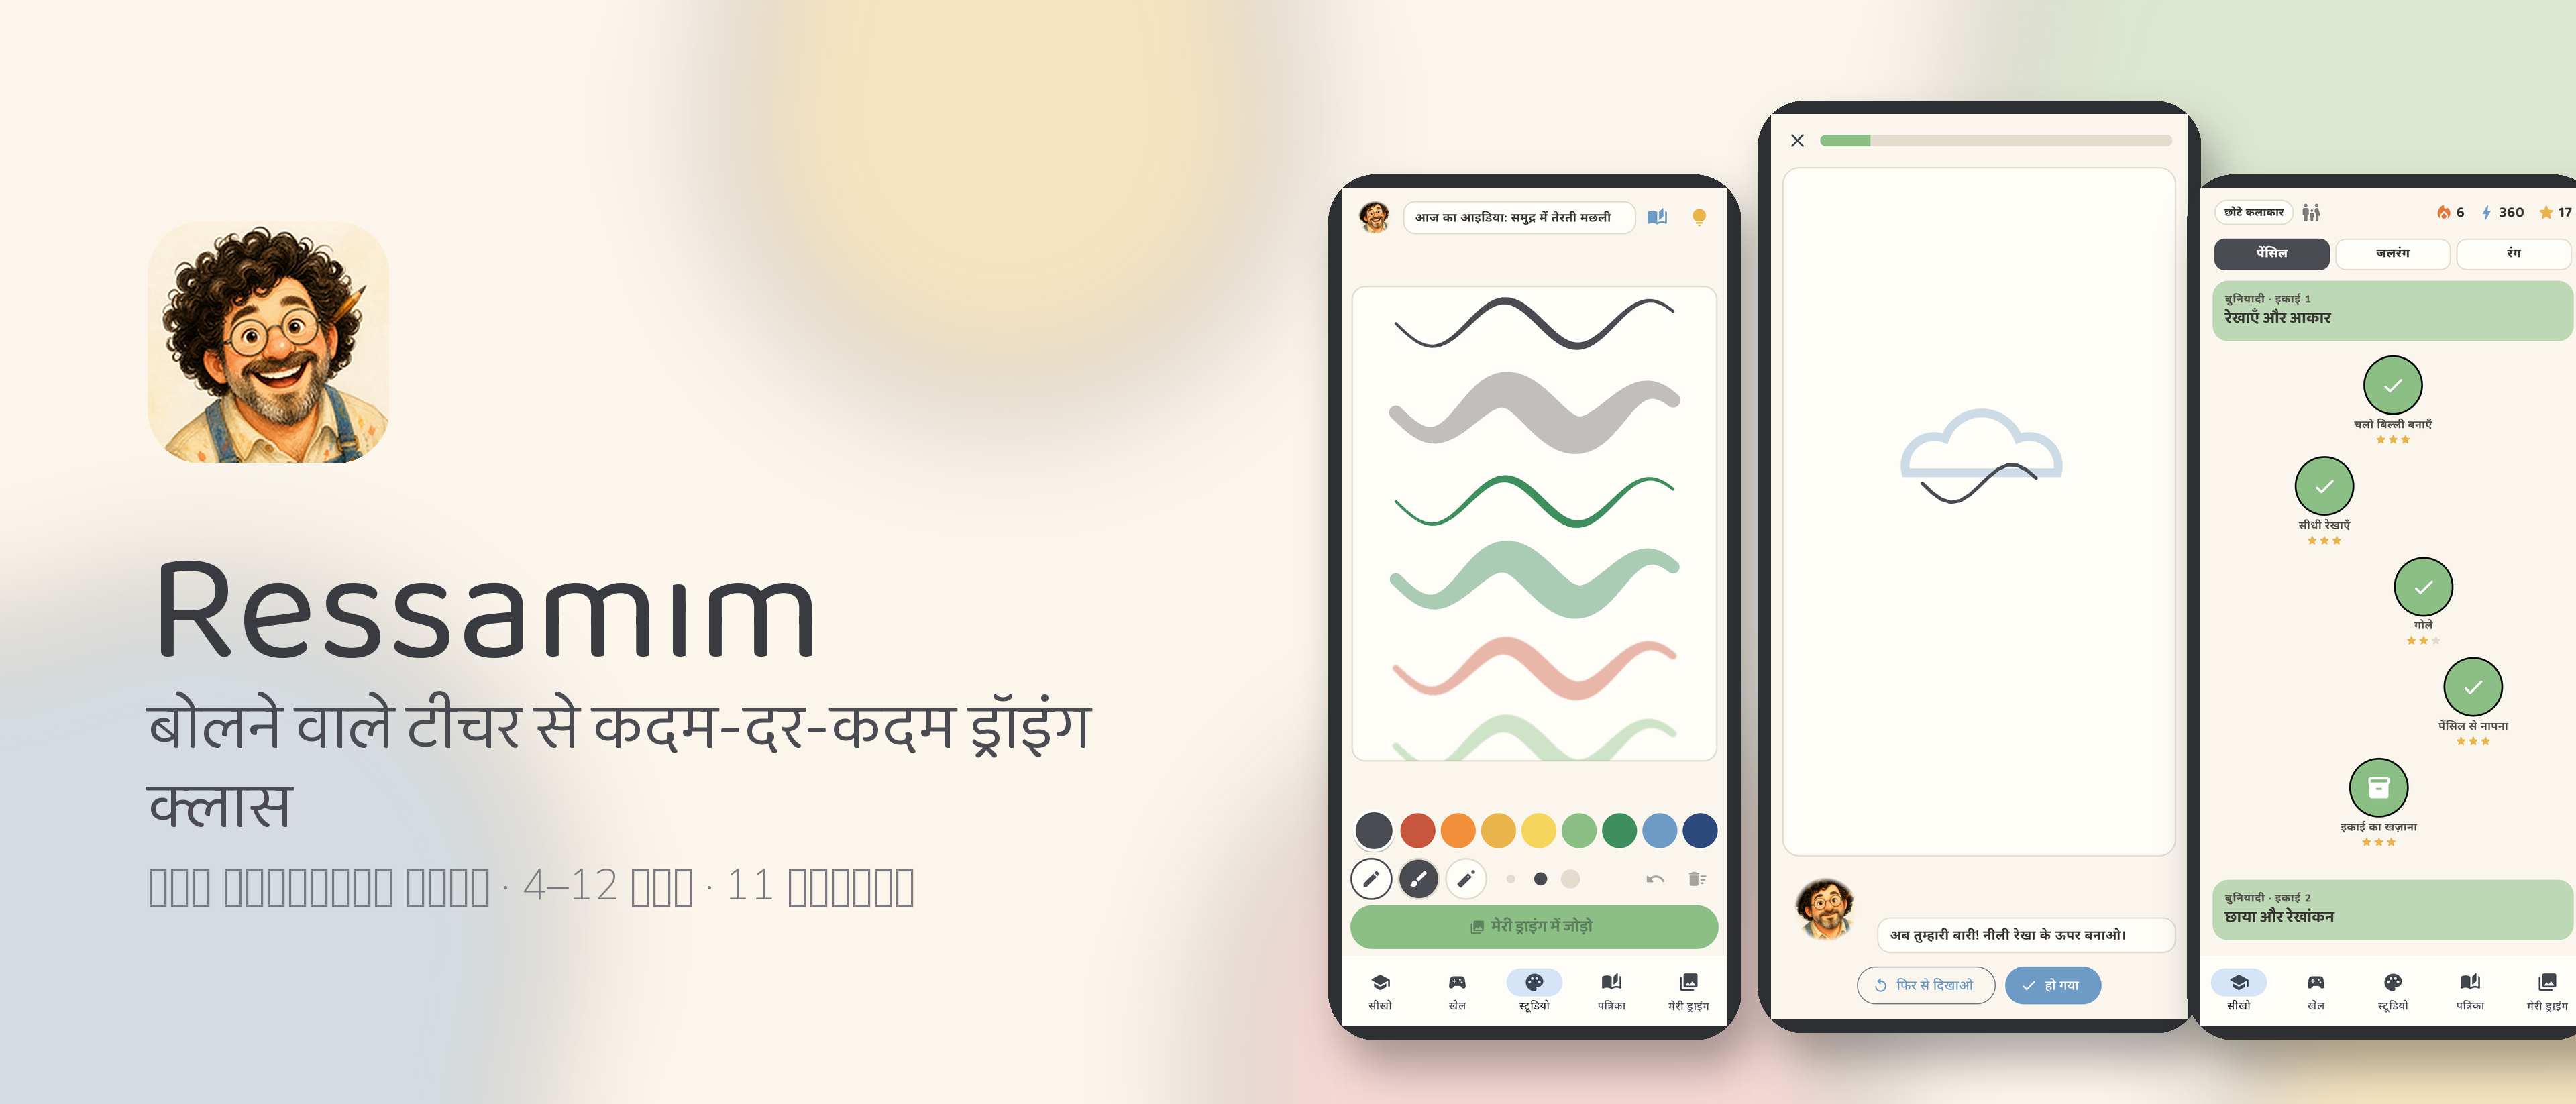 Ressamım
बोलने वाले टीचर से कदम-दर-कदम ड्रॉइंग
क्लास
· 4–12 · 11
आज का आइडिया: समुद्र में तैरती मछली
मेरी ड्राइंग में जोड़ो
सीखो
खेल
स्टूडियो
पत्रिका
मेरी ड्राइंग
अब तुम्हारी बारी! नीली रेखा के ऊपर बनाओ।
फिर से दिखाओ
हो गया
छोटे कलाकार
6
360
17
पेंसिल
जलरंग
रंग
बुनियादी · इकाई 1
रेखाएँ और आकार
चलो बिल्ली बनाएँ
सीधी रेखाएँ
गोले
पेंसिल से नापना
इकाई का खज़ाना
बुनियादी · इकाई 2
छाया और रेखांकन
सीखो
खेल
स्टूडियो
पत्रिका
मेरी ड्राइंग